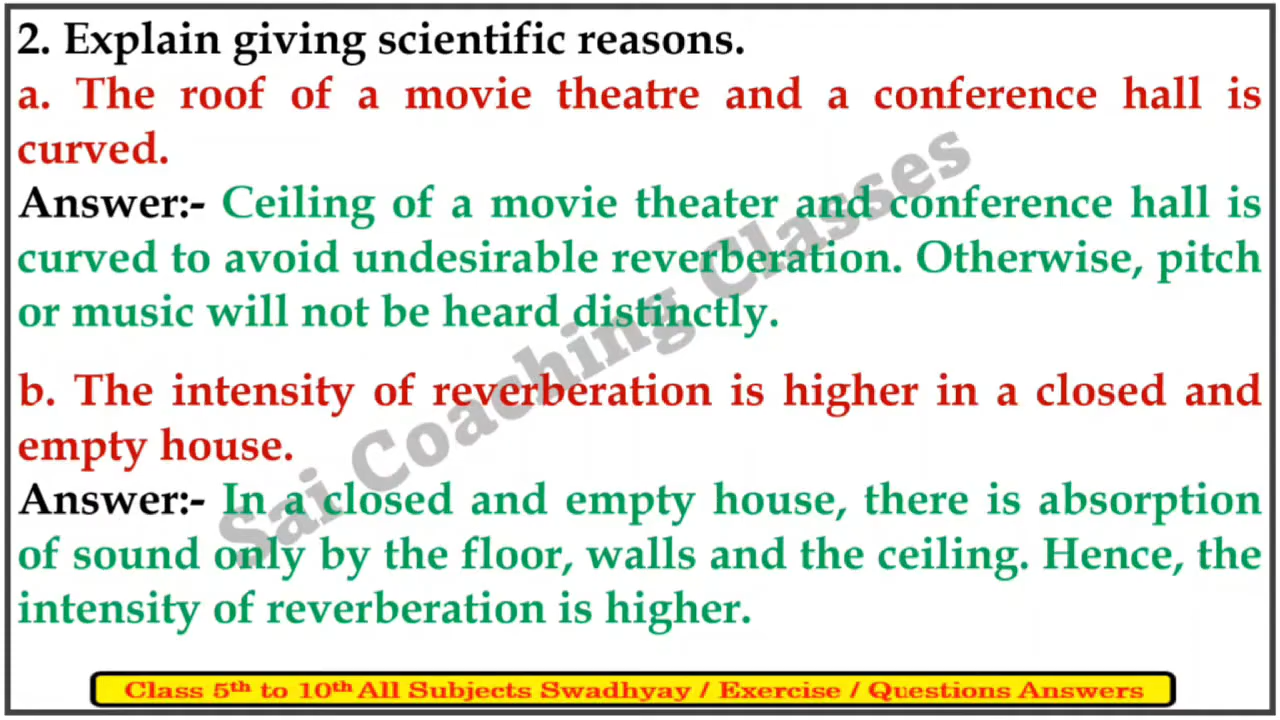 2. Explain giving scientific reasons.
a. The roof of a movie theatre and a conference hall is
curved.
Answer:- Ceiling of a movie theater and conference hall is
curved to avoid undesirable reverberation. Otherwise, pitch
or music will not be heard distinctly.
b. The intensity of reverberation is higher in a closed and
empty house.
Answer:- In a closed and empty house, there is absorption
of sound only by the floor, walls and the ceiling. Hence, the
intensity of reverberation is higher.
Sai Coaching Classes
Class 5th to 10th All Subjects Swadhyay / Exercise / Questions Answers